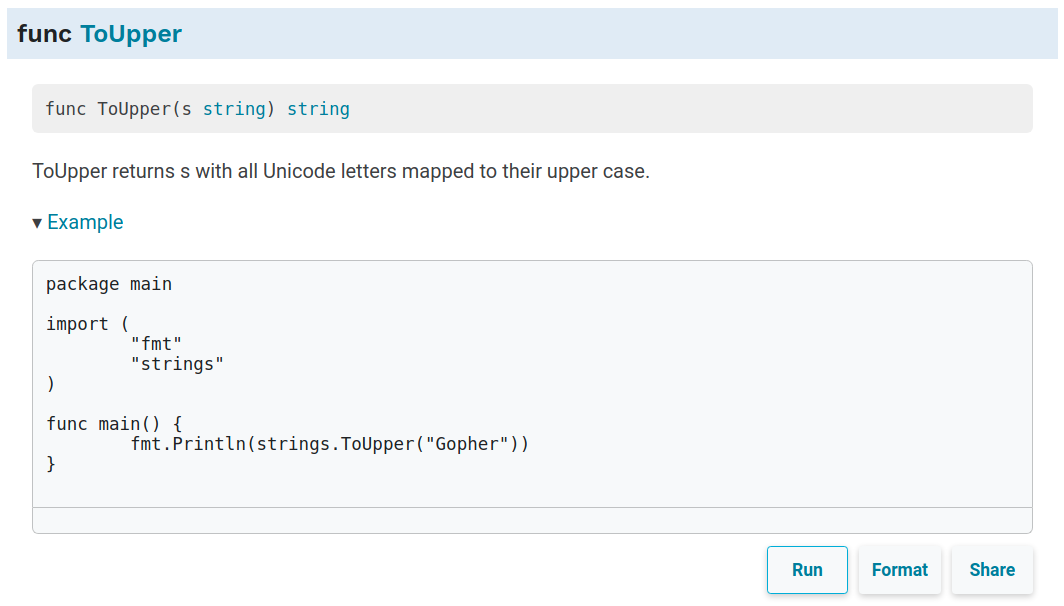 func ToUpper
func ToUpper(s string) string
ToUpper returns s with all Unicode letters mapped to their upper case.
▾ Example
package main
import (
"fmt"
"strings"
)
func main() {
fmt.Println(strings.ToUpper("Gopher"))
}
Run Format Share